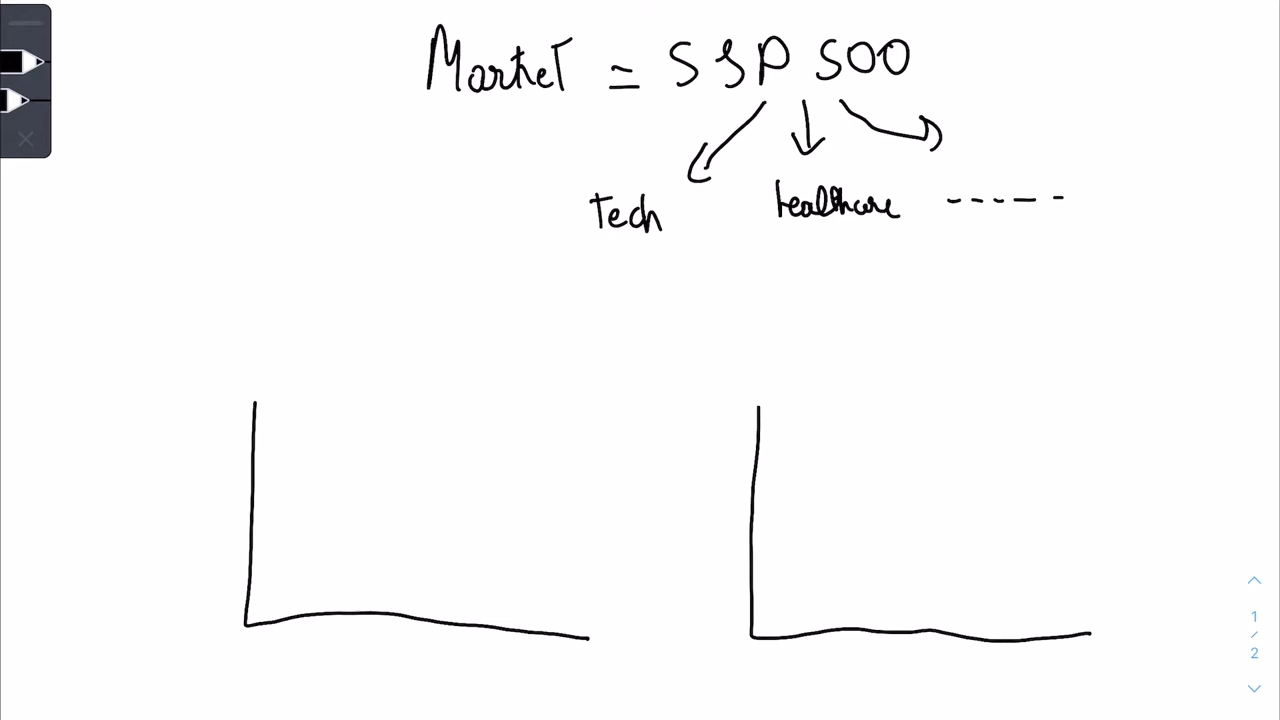 Market = S&P 500
Tech healthcare -----
1
/
2